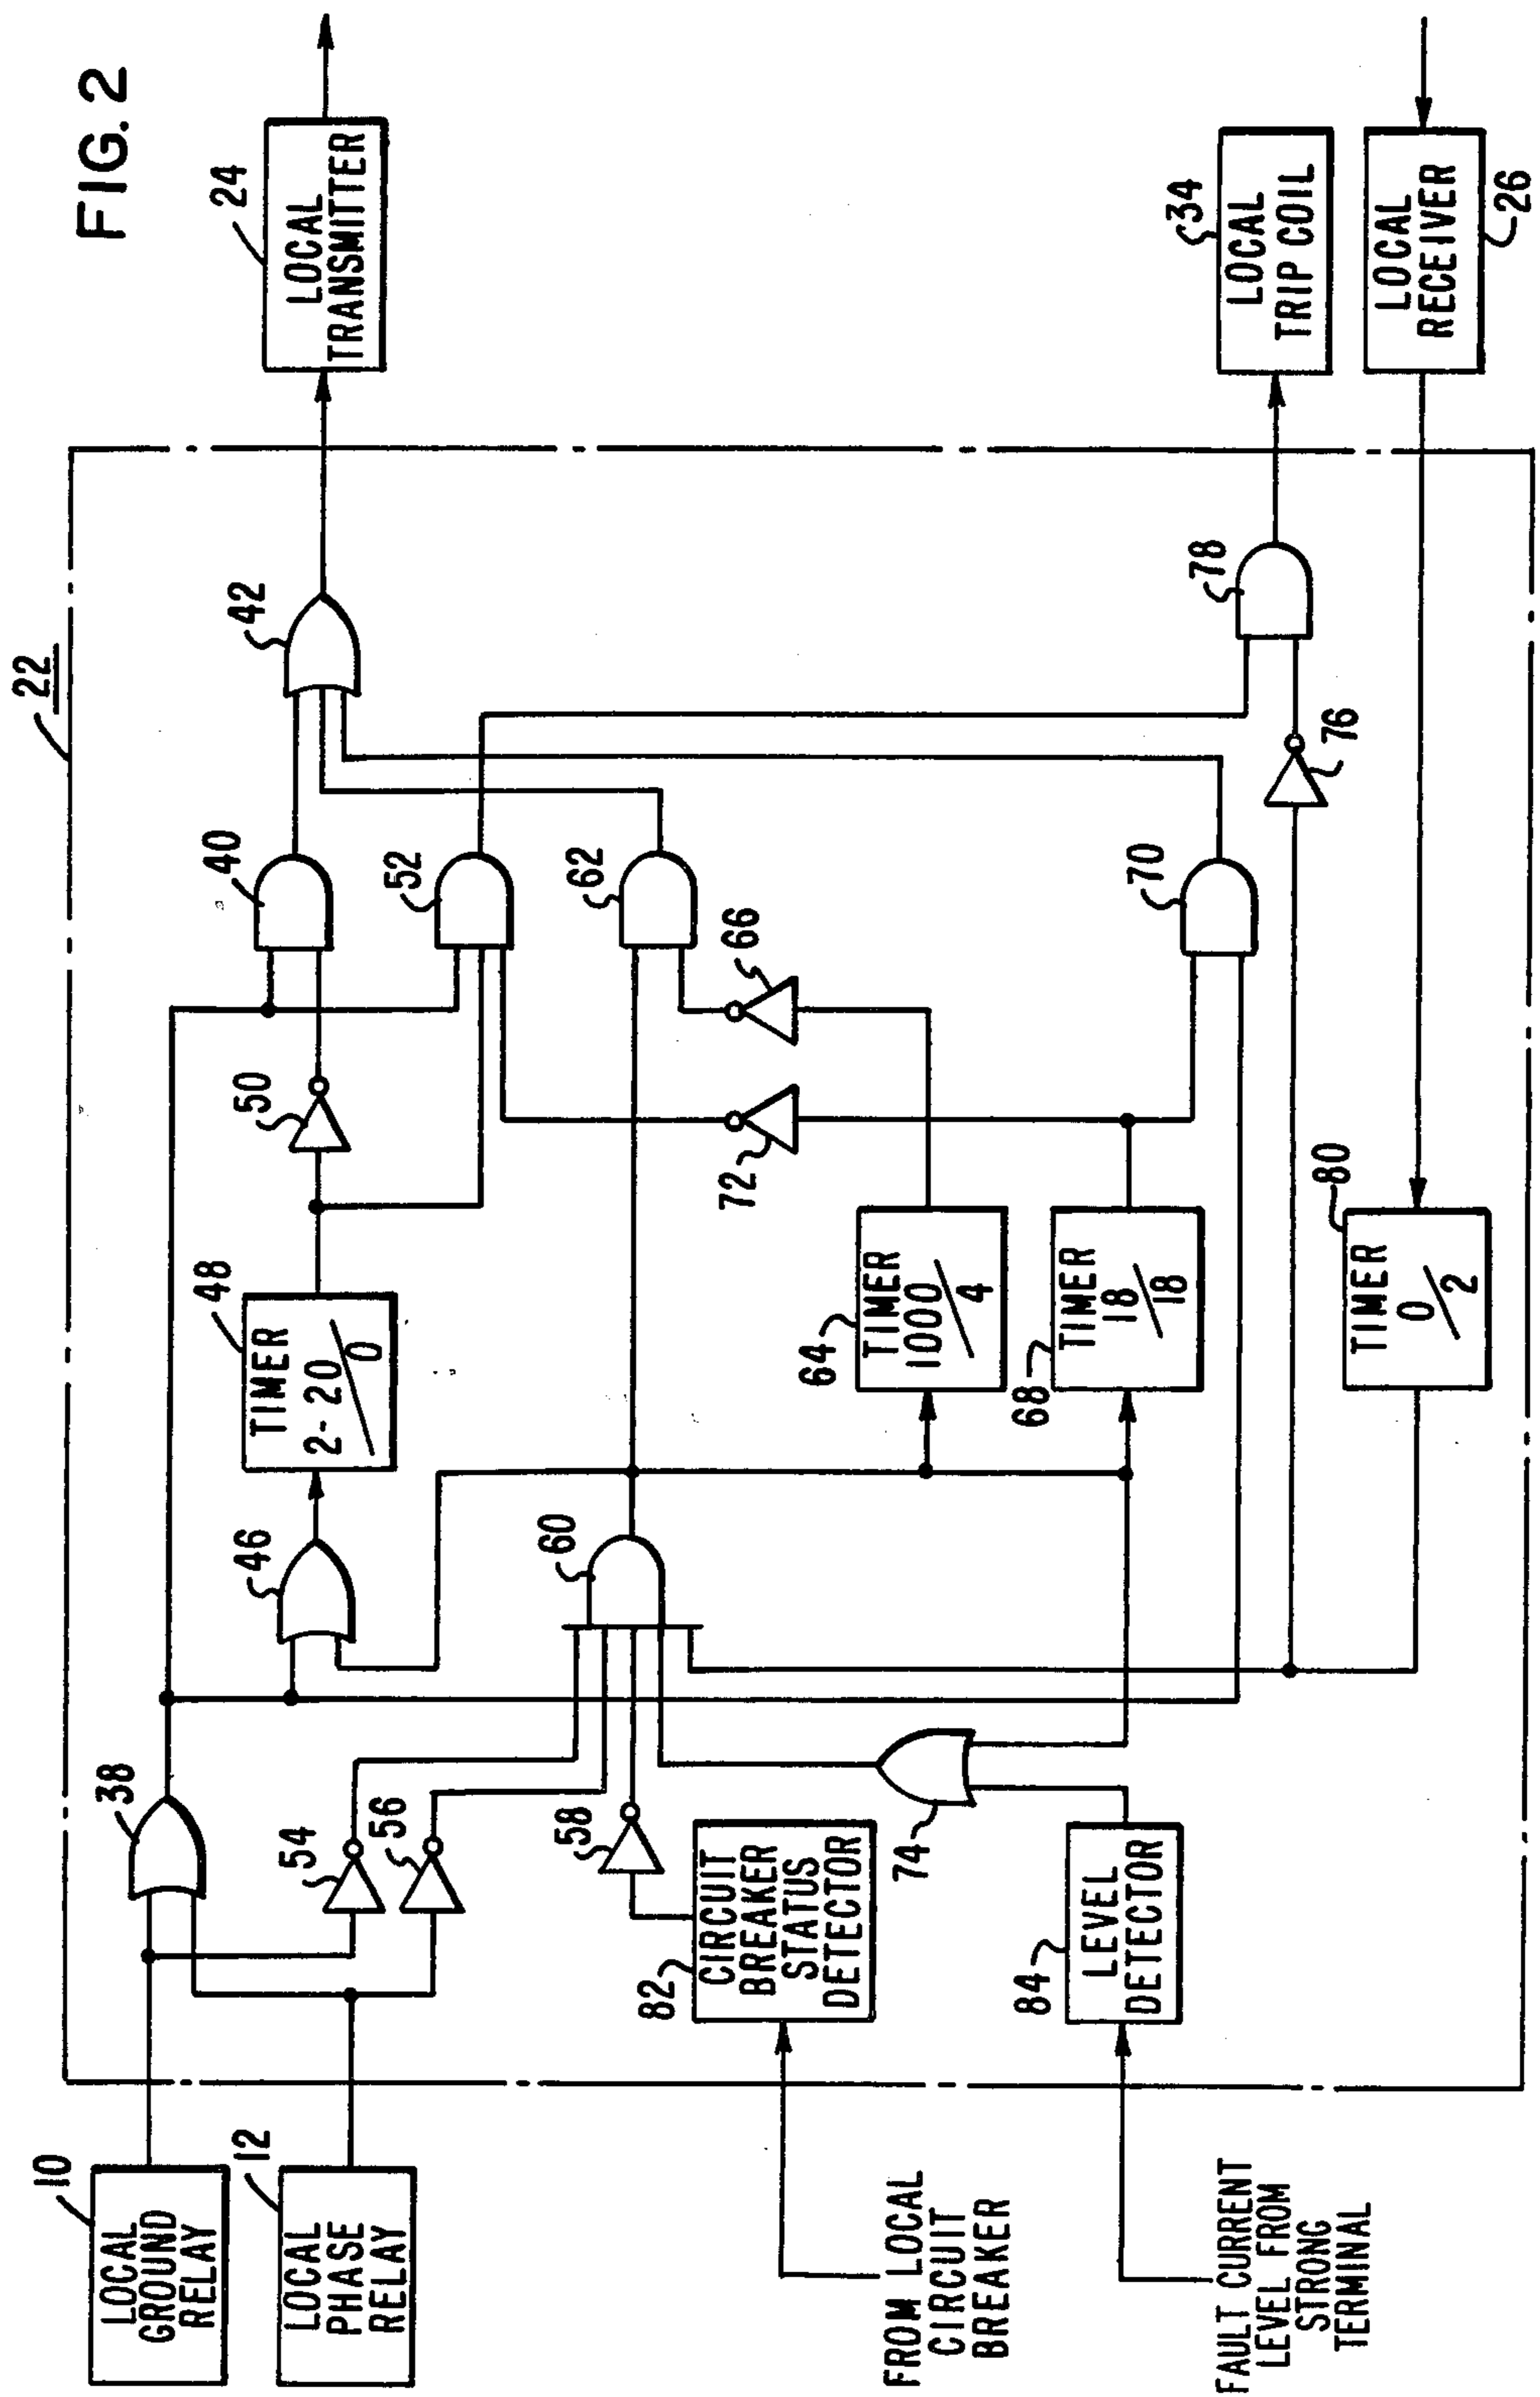 FIG. 2
22
10
LOCAL
GROUND
RELAY
12
LOCAL
PHASE
RELAY
38
54
56
46
TIMER
2-20/0
48
50
40
42
LOCAL
TRANSMITTER
24
52
58
60
62
66
72
82
CIRCUIT
BREAKER
STATUS
DETECTOR
FROM LOCAL
CIRCUIT
BREAKER
74
64
TIMER
1000/4
68
TIMER
18/18
70
76
78
34
LOCAL
TRIP COIL
84
LEVEL
DETECTOR
FAULT CURRENT
LEVEL FROM
STRONG
TERMINAL
80
TIMER
0/2
LOCAL
RECEIVER
26